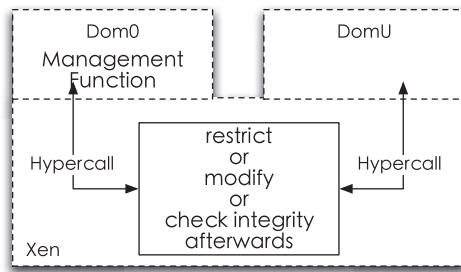 Dom0
Management
Function
DomU
Hypercall
restrict
or
modify
or
check integrity
afterwards
Hypercall
Xen